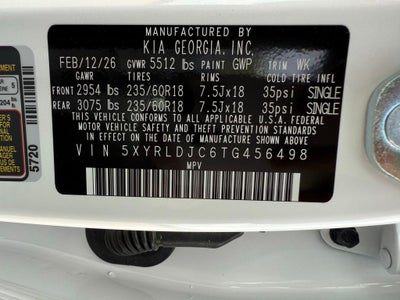 MANUFACTURED BY
KIA GEORGIA, INC.
FEB/12/26 GVWR 5512 lbs PAINT GWP TRIM WK
GAWR TIRES RIMS COLD TIRE INFL
FRONT 2954 lbs 235/60R18 7.5Jx18 35psi SINGLE
REAR 3075 lbs 235/60R18 7.5Jx18 35psi SINGLE
THIS VEHICLE CONFORMS TO ALL APPLICABLE U.S.A. FEDERAL
MOTOR VEHICLE SAFETY, BUMPER, AND THEFT PREVENTION
STANDARDS IN EFFECT ON THE DATE OF MANUFACTURE SHOWN ABOVE.
VIN 5XYRLDJC6TG456498
MPV
5720